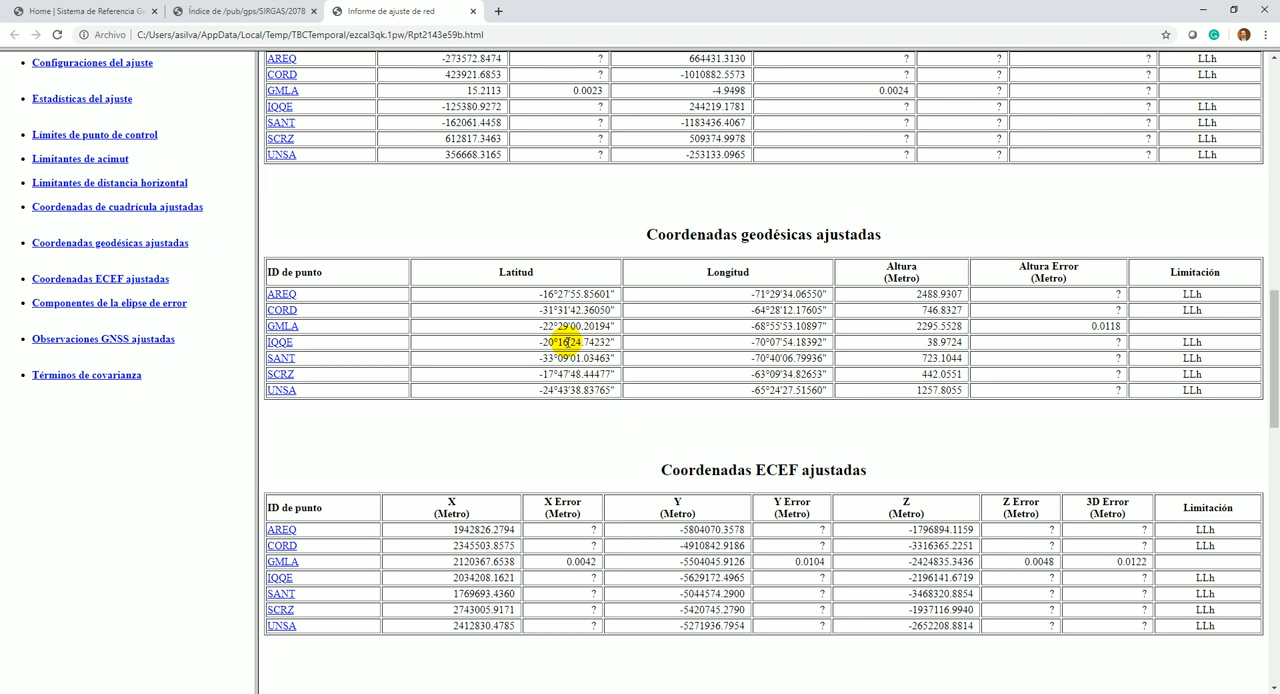 Home | Sistema de Referencia Ge
Índice de /pub/gps/SIRGAS/2078
Informe de ajuste de red
Archivo | C:/Users/asilva/AppData/Local/Temp/TBCTemporal/ezcal3qk.1pw/Rpt2143e59b.html
Configuraciones del ajuste
Estadísticas del ajuste
Límites de punto de control
Limitantes de acimut
Limitantes de distancia horizontal
Coordenadas de cuadrícula ajustadas
Coordenadas geodésicas ajustadas
Coordenadas ECEF ajustadas
Componentes de la elipse de error
Observaciones GNSS ajustadas
Términos de covarianza
AREQ -273572.8474 ? 664431.3130 ? ? ? LLh
CORD 423921.6853 ? -1010882.5573 ? ? ? LLh
GMLA 15.2113 0.0023 -4.9498 0.0024
IQQE -125380.9272 ? 244219.1781 ? ? ? LLh
SANT -162061.4458 ? -1183436.4067 ? ? ? LLh
SCRZ 612817.3463 ? 509374.9978 ? ? ? LLh
UNSA 356668.3165 ? -253133.0965 ? ? ? LLh
Coordenadas geodésicas ajustadas
ID de punto Latitud Longitud Altura (Metro) Altura Error (Metro) Limitación
AREQ -16°27'55.85601" -71°29'34.06550" 2488.9307 ? LLh
CORD -31°31'42.36050" -64°28'12.17605" 746.8327 ? LLh
GMLA -22°29'00.20194" -68°55'53.10897" 2295.5528 0.0118
IQQE -20°16'24.74232" -70°07'54.18392" 38.9724 ? LLh
SANT -33°09'01.03463" -70°40'06.79936" 723.1044 ? LLh
SCRZ -17°47'48.44477" -63°09'34.82653" 442.0551 ? LLh
UNSA -24°43'38.83765" -65°24'27.51560" 1257.8055 ? LLh
Coordenadas ECEF ajustadas
ID de punto X (Metro) X Error (Metro) Y (Metro) Y Error (Metro) Z (Metro) Z Error (Metro) 3D Error (Metro) Limitación
AREQ 1942826.2794 ? -5804070.3578 ? -1796894.1159 ? ? LLh
CORD 2345503.8575 ? -4910842.9186 ? -3316365.2251 ? ? LLh
GMLA 2120367.6538 0.0042 -5504045.9126 0.0104 -2424835.3436 0.0048 0.0122
IQQE 2034208.1621 ? -5629172.4965 ? -2196141.6719 ? ? LLh
SANT 1769693.4360 ? -5044574.2900 ? -3468320.8854 ? ? LLh
SCRZ 2743005.9171 ? -5420745.2790 ? -1937116.9940 ? ? LLh
UNSA 2412830.4785 ? -5271936.7954 ? -2652208.8814 ? ? LLh